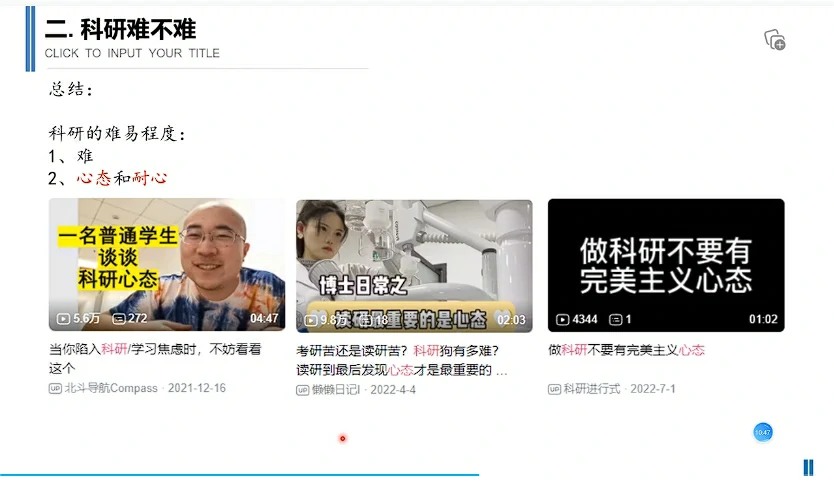 二. 科研难不难
CLICK TO INPUT YOUR TITLE
总结：
科研的难易程度：
1、难
2、心态和耐心
一名普通学生
谈谈
科研心态
5.6万
272
04:47
当你陷入科研/学习焦虑时，不妨看看
这个
北斗导航Compass · 2021-12-16
博士日常之
读研最重要的是心态
9.8万
18
02:03
考研苦还是读研苦？科研狗有多难？
读研到最后发现心态才是最重要的 ...
懒懒日记l · 2022-4-4
做科研不要有
完美主义心态
4344
1
01:02
做科研不要有完美主义心态
科研进行式 · 2022-7-1
10:47